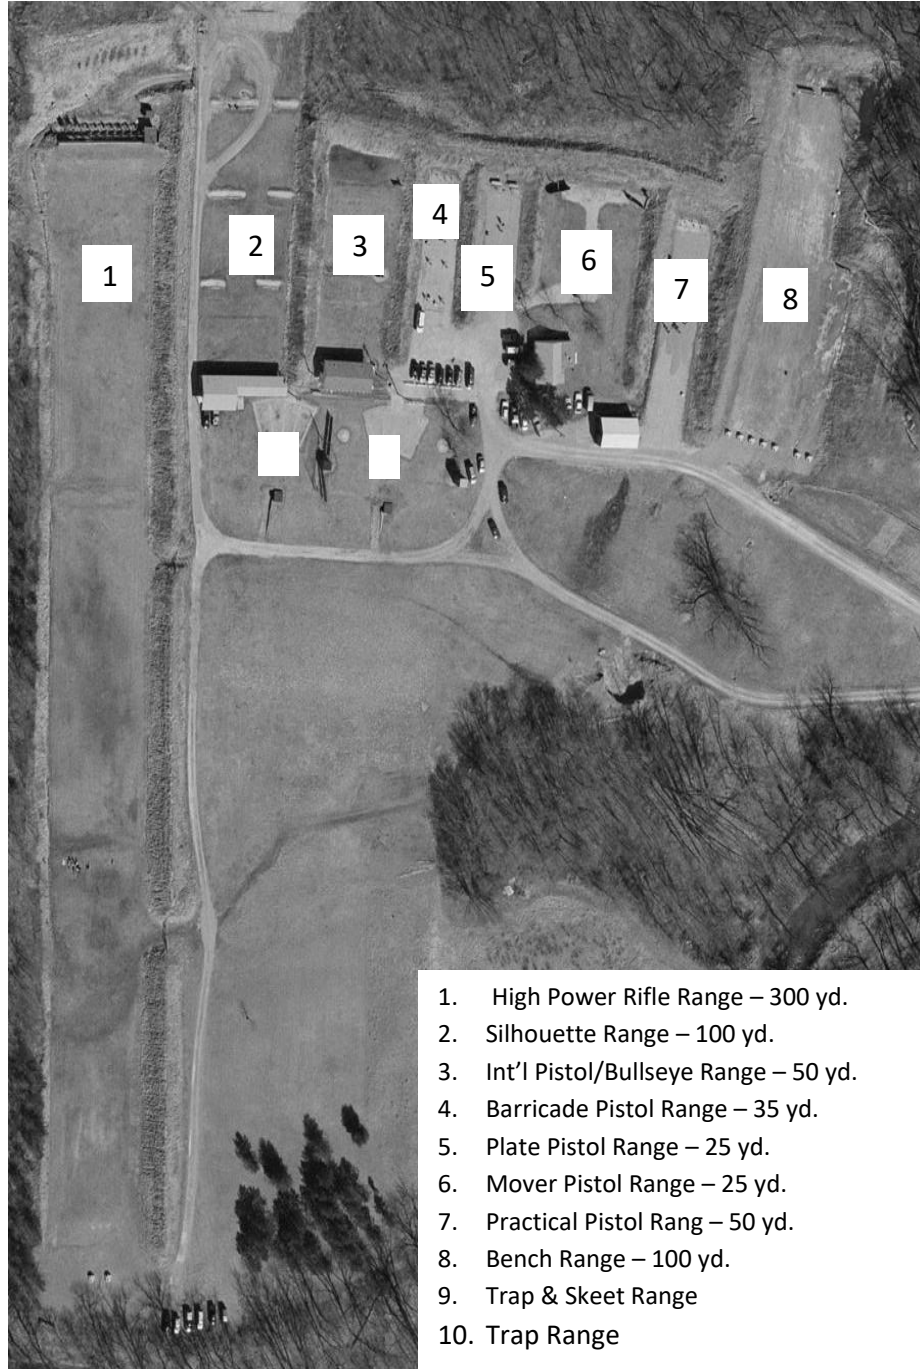 1
2
3
4
5
6
7
8
1. High Power Rifle Range – 300 yd.
2. Silhouette Range – 100 yd.
3. Int’l Pistol/Bullseye Range – 50 yd.
4. Barricade Pistol Range – 35 yd.
5. Plate Pistol Range – 25 yd.
6. Mover Pistol Range – 25 yd.
7. Practical Pistol Rang – 50 yd.
8. Bench Range – 100 yd.
9. Trap & Skeet Range
10. Trap Range